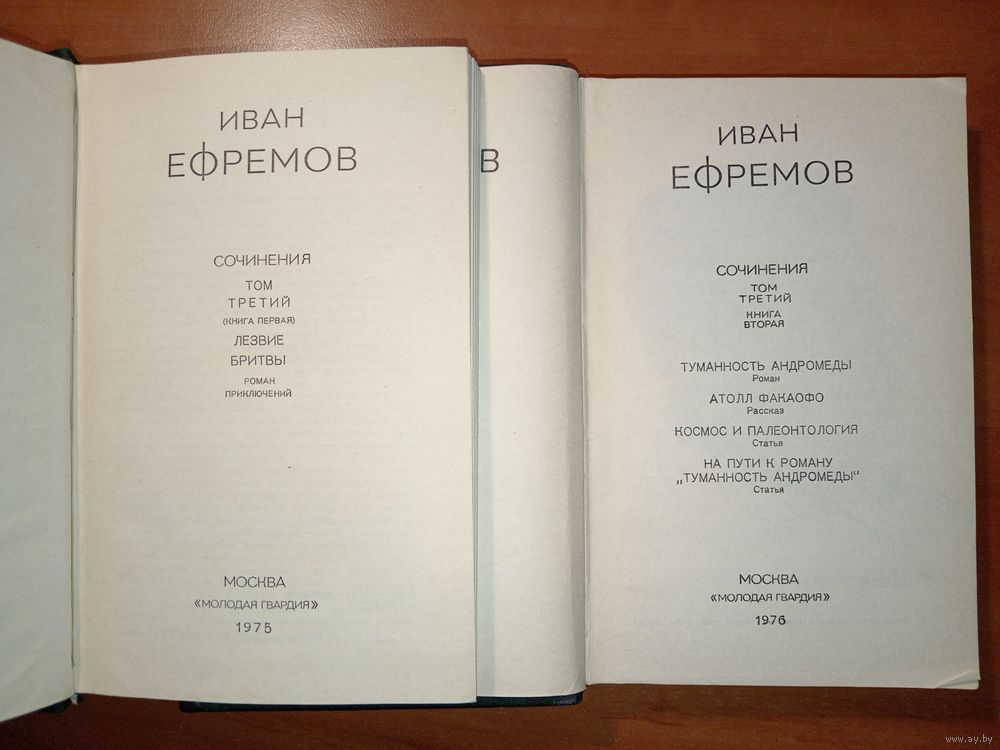 ИВАН
ЕФРЕМОВ
СОЧИНЕНИЯ
ТОМ
ТРЕТИЙ
(КНИГА ПЕРВАЯ)
ЛЕЗВИЕ
БРИТВЫ
РОМАН
ПРИКЛЮЧЕНИЙ
МОСКВА
«МОЛОДАЯ ГВАРДИЯ»
1975
В
ИВАН
ЕФРЕМОВ
СОЧИНЕНИЯ
ТОМ
ТРЕТИЙ
КНИГА
ВТОРАЯ
ТУМАННОСТЬ АНДРОМЕДЫ
Роман
АТОЛЛ ФАКАОФО
Рассказ
КОСМОС И ПАЛЕОНТОЛОГИЯ
Статья
НА ПУТИ К РОМАНУ
„ТУМАННОСТЬ АНДРОМЕДЫ“
Статья
МОСКВА
«МОЛОДАЯ ГВАРДИЯ»
1976
www.ay.by